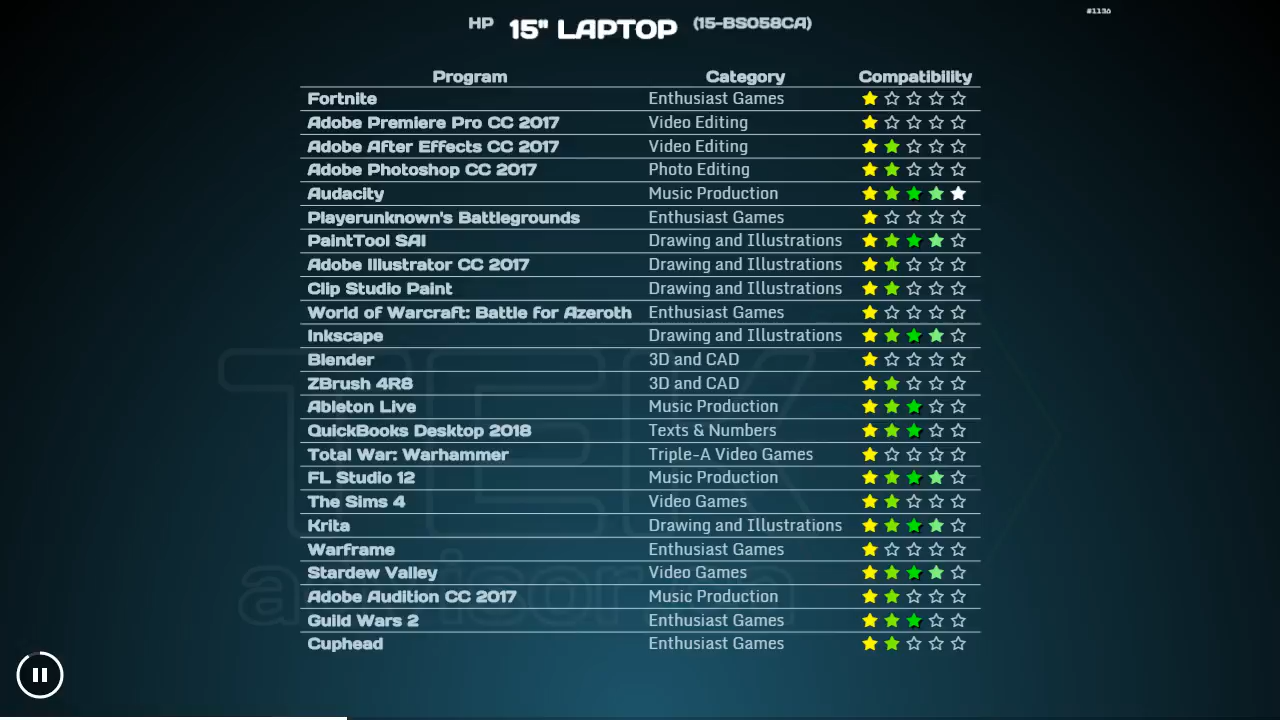 #1136
HP 15" LAPTOP (15-BS058CA)
Program Category Compatibility
Fortnite Enthusiast Games
Adobe Premiere Pro CC 2017 Video Editing
Adobe After Effects CC 2017 Video Editing
Adobe Photoshop CC 2017 Photo Editing
Audacity Music Production
Playerunknown's Battlegrounds Enthusiast Games
PaintTool SAI Drawing and Illustrations
Adobe Illustrator CC 2017 Drawing and Illustrations
Clip Studio Paint Drawing and Illustrations
World of Warcraft: Battle for Azeroth Enthusiast Games
Inkscape Drawing and Illustrations
Blender 3D and CAD
ZBrush 4R8 3D and CAD
Ableton Live Music Production
QuickBooks Desktop 2018 Texts & Numbers
Total War: Warhammer Triple-A Video Games
FL Studio 12 Music Production
The Sims 4 Video Games
Krita Drawing and Illustrations
Warframe Enthusiast Games
Stardew Valley Video Games
Adobe Audition CC 2017 Music Production
Guild Wars 2 Enthusiast Games
Cuphead Enthusiast Games
TEK